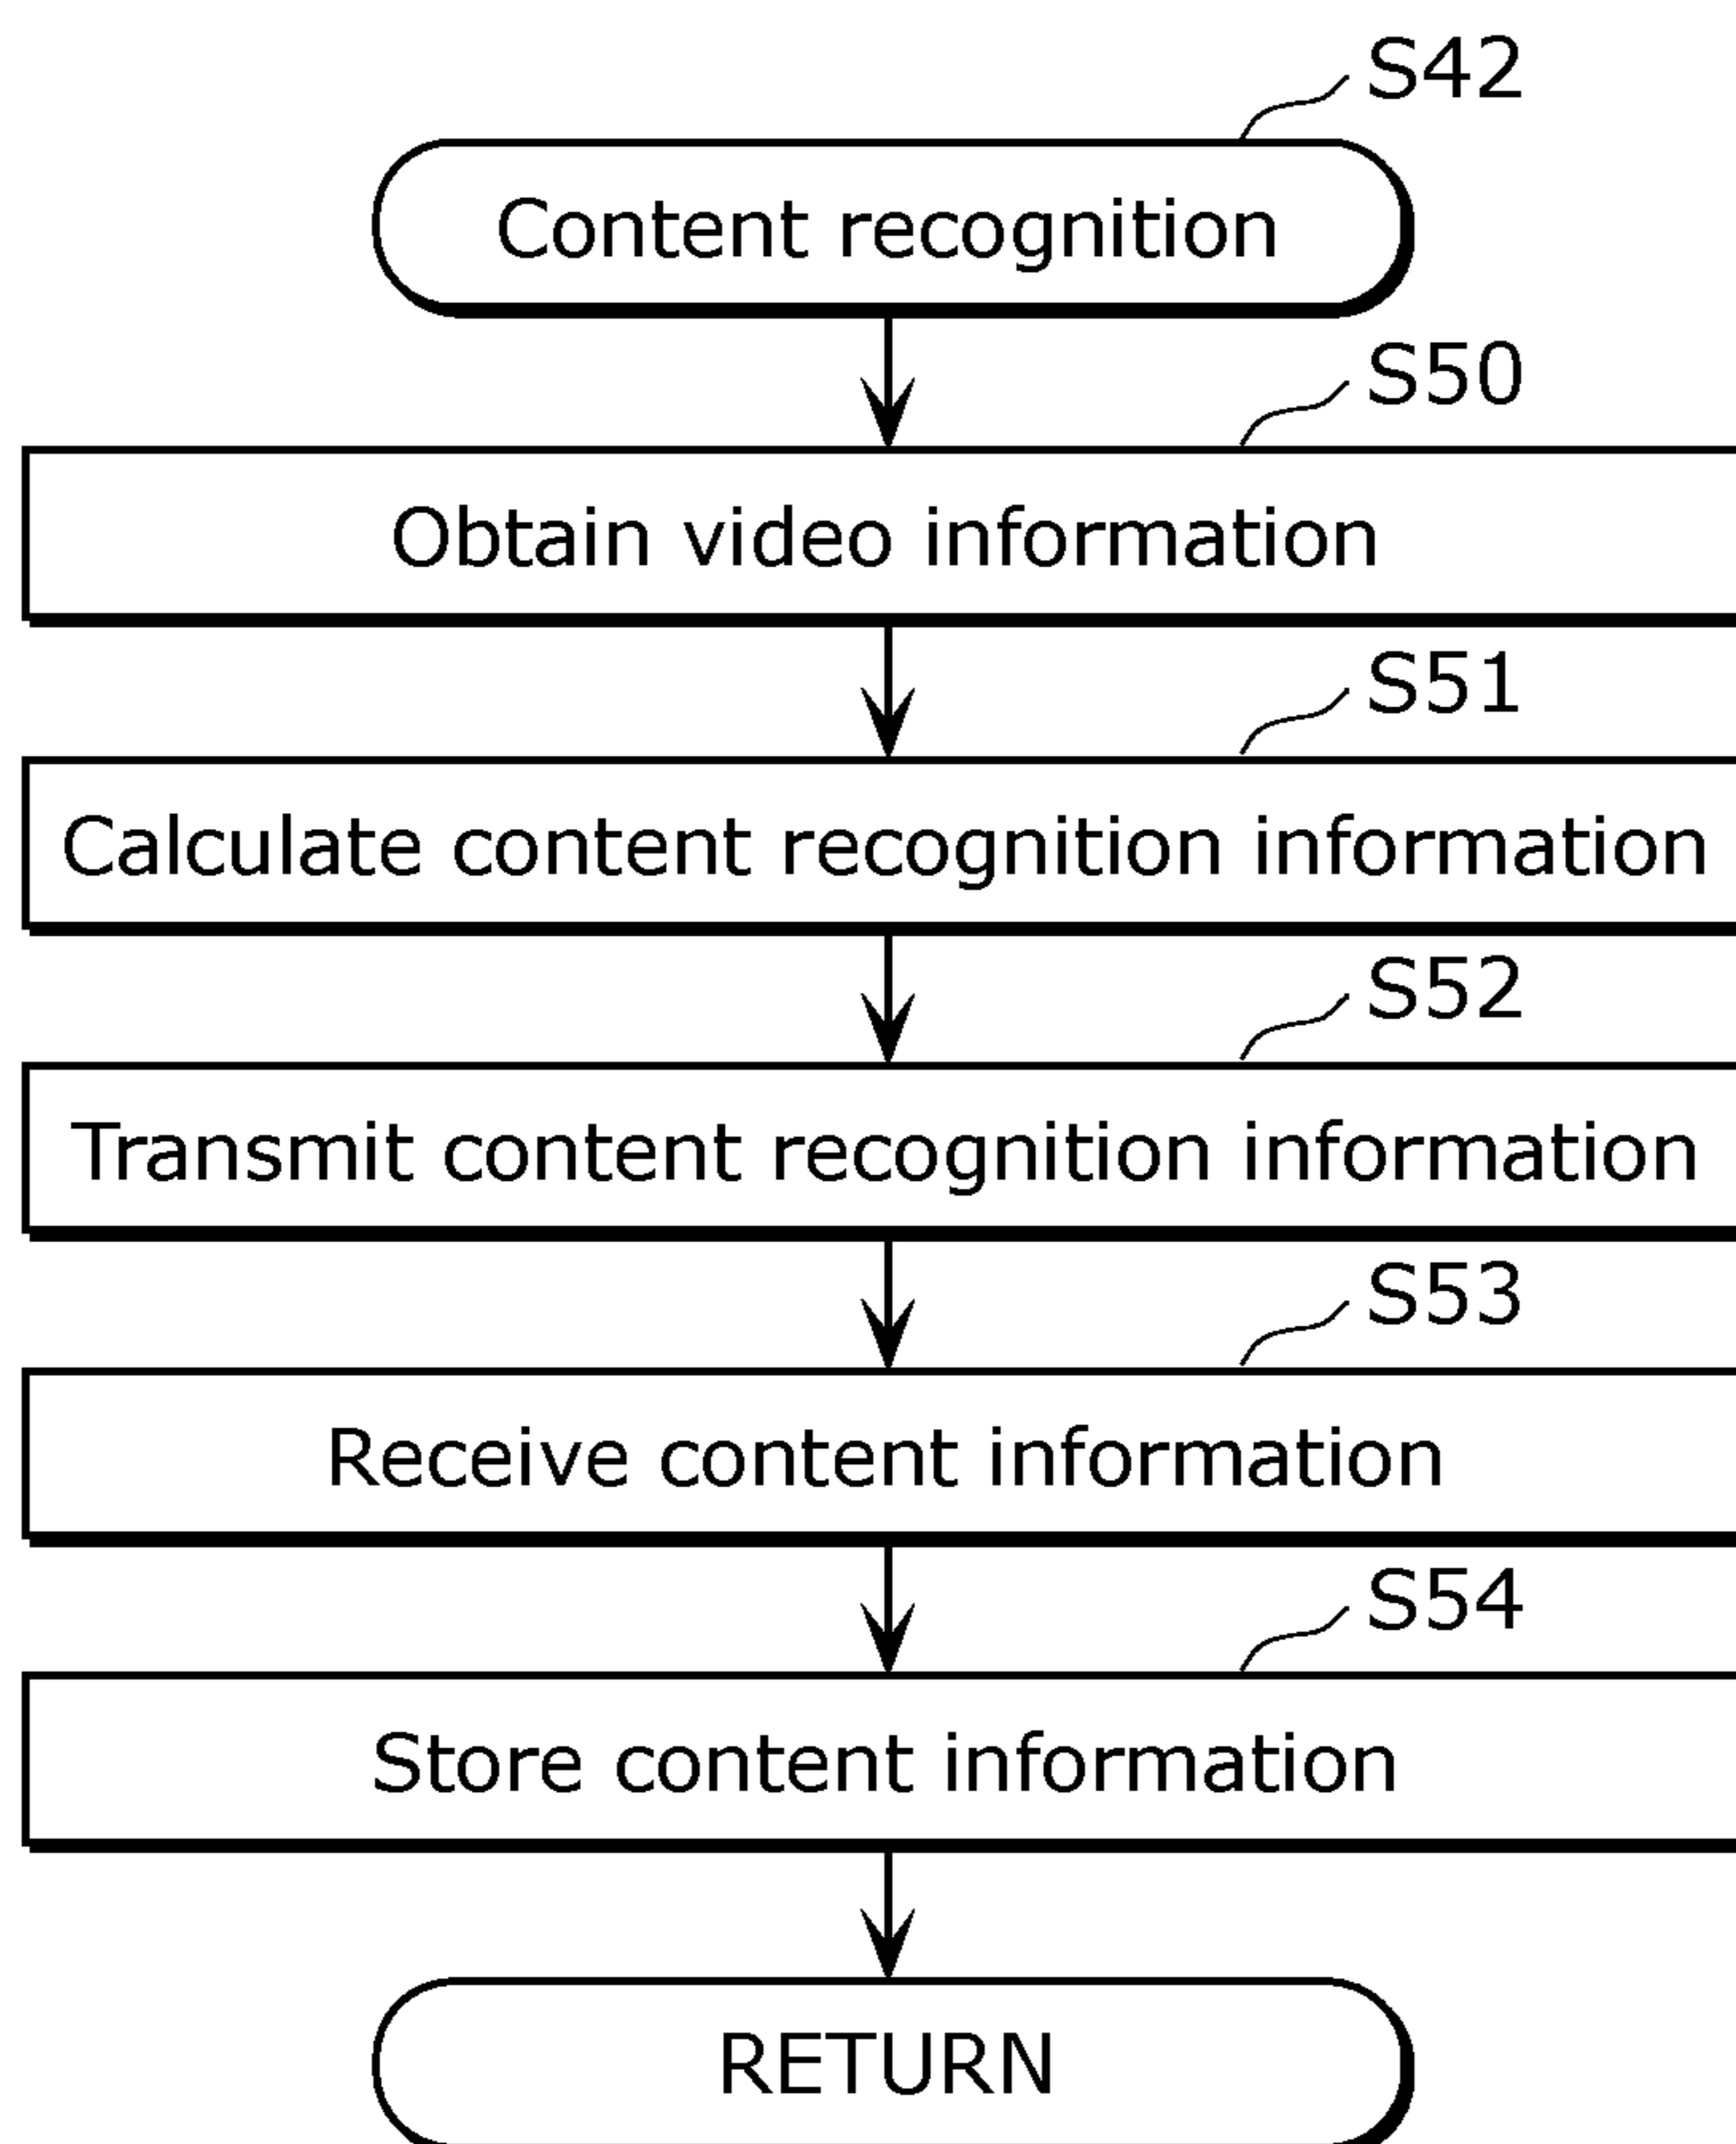 S42
Content recognition
S50
Obtain video information
S51
Calculate content recognition information
S52
Transmit content recognition information
S53
Receive content information
S54
Store content information
RETURN